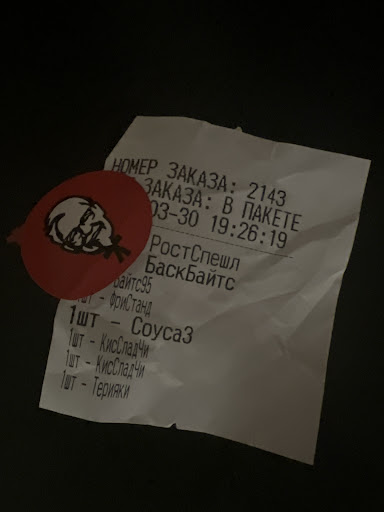 НОМЕР ЗАКАЗА: 2143
ЗАКАЗА: В ПАКЕТЕ
03-30 19:26:19
РостСпешл
БаскБайтс
Байтс95
шт - ФриСтанд
1шт - Соуса3
1шт - КисСладЧи
1шт - КисСладЧи
1шт - Терияки